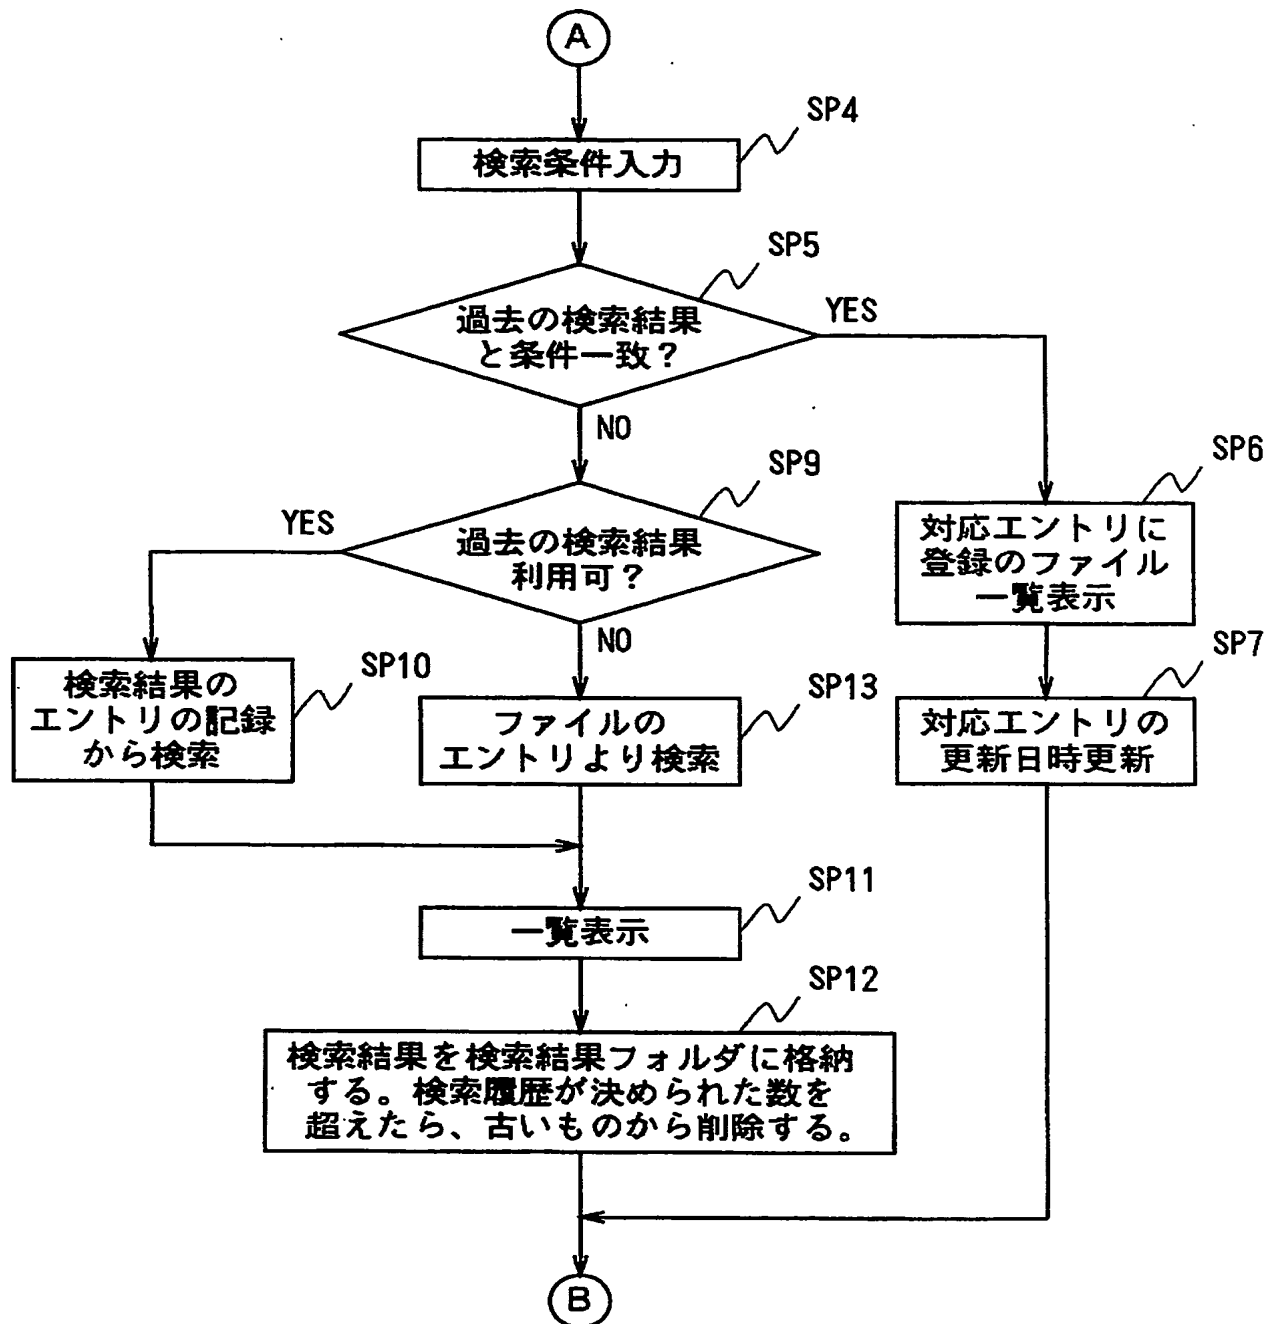 A
SP4
検索条件入力
SP5
過去の検索結果
と条件一致？
YES
NO
SP6
対応エントリに
登録のファイル
一覧表示
SP9
過去の検索結果
利用可？
YES
NO
SP7
対応エントリの
更新日時更新
SP10
検索結果の
エントリの記録
から検索
SP13
ファイルの
エントリより検索
SP11
一覧表示
SP12
検索結果を検索結果フォルダに格納
する。検索履歴が決められた数を
超えたら、古いものから削除する。
B